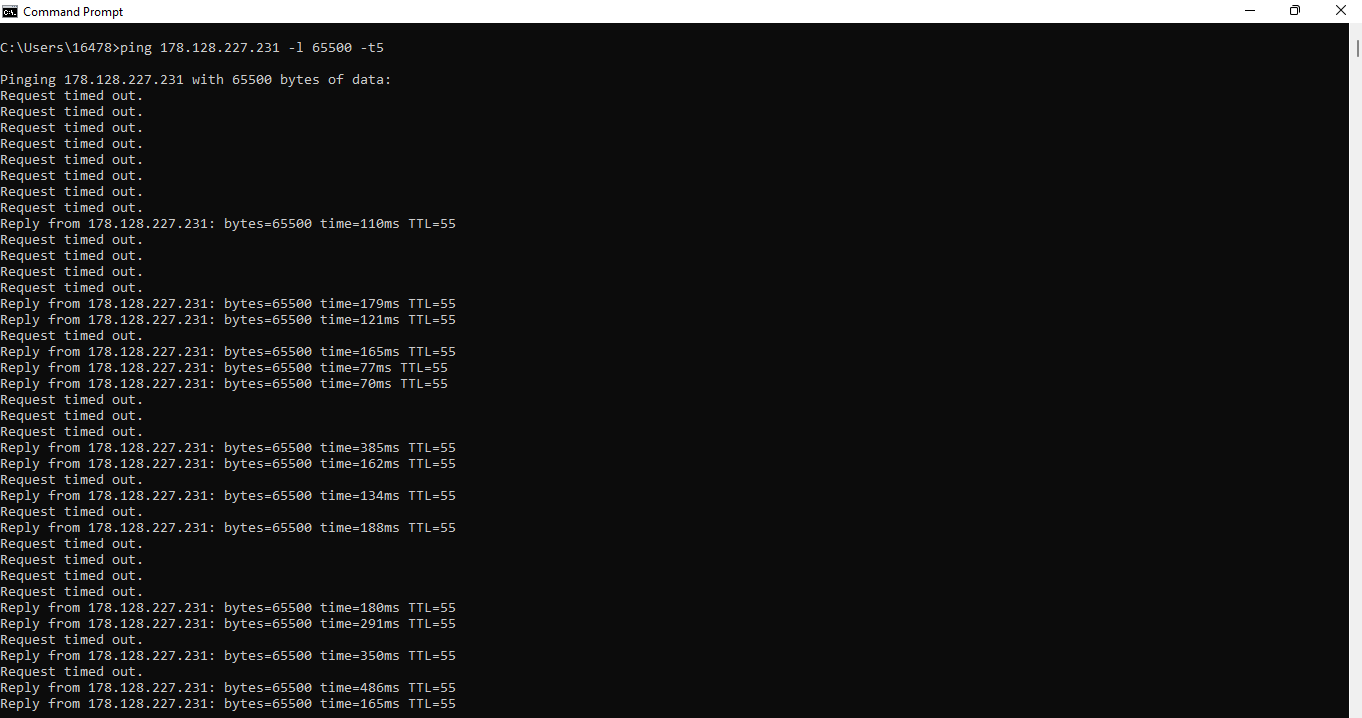 Command Prompt
C:\Users\16478>ping 178.128.227.231 -l 65500 -t5
Pinging 178.128.227.231 with 65500 bytes of data:
Request timed out.
Request timed out.
Request timed out.
Request timed out.
Request timed out.
Request timed out.
Request timed out.
Request timed out.
Reply from 178.128.227.231: bytes=65500 time=110ms TTL=55
Request timed out.
Request timed out.
Request timed out.
Request timed out.
Reply from 178.128.227.231: bytes=65500 time=179ms TTL=55
Reply from 178.128.227.231: bytes=65500 time=121ms TTL=55
Request timed out.
Reply from 178.128.227.231: bytes=65500 time=165ms TTL=55
Reply from 178.128.227.231: bytes=65500 time=77ms TTL=55
Reply from 178.128.227.231: bytes=65500 time=70ms TTL=55
Request timed out.
Request timed out.
Request timed out.
Reply from 178.128.227.231: bytes=65500 time=385ms TTL=55
Reply from 178.128.227.231: bytes=65500 time=162ms TTL=55
Request timed out.
Reply from 178.128.227.231: bytes=65500 time=134ms TTL=55
Request timed out.
Reply from 178.128.227.231: bytes=65500 time=188ms TTL=55
Request timed out.
Request timed out.
Request timed out.
Request timed out.
Reply from 178.128.227.231: bytes=65500 time=180ms TTL=55
Reply from 178.128.227.231: bytes=65500 time=291ms TTL=55
Request timed out.
Reply from 178.128.227.231: bytes=65500 time=350ms TTL=55
Request timed out.
Reply from 178.128.227.231: bytes=65500 time=486ms TTL=55
Reply from 178.128.227.231: bytes=65500 time=165ms TTL=55